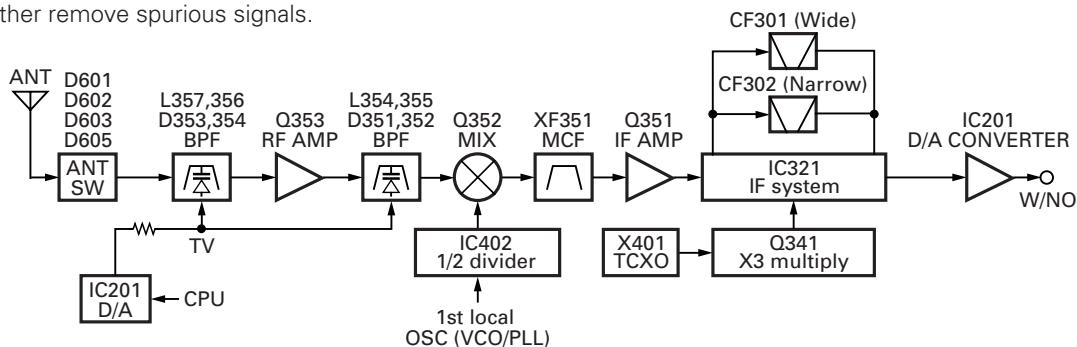 ther remove spurious signals.
ANT
D601
D602
D603
D605
ANT
SW
L357,356
D353,354
BPF
Q353
RF AMP
L354,355
D351,352
BPF
Q352
MIX
XF351
MCF
Q351
IF AMP
CF301 (Wide)
CF302 (Narrow)
IC321
IF system
IC201
D/A CONVERTER
W/NO
TV
IC201
D/A
CPU
IC402
1/2 divider
1st local
OSC (VCO/PLL)
X401
TCXO
Q341
X3 multiply